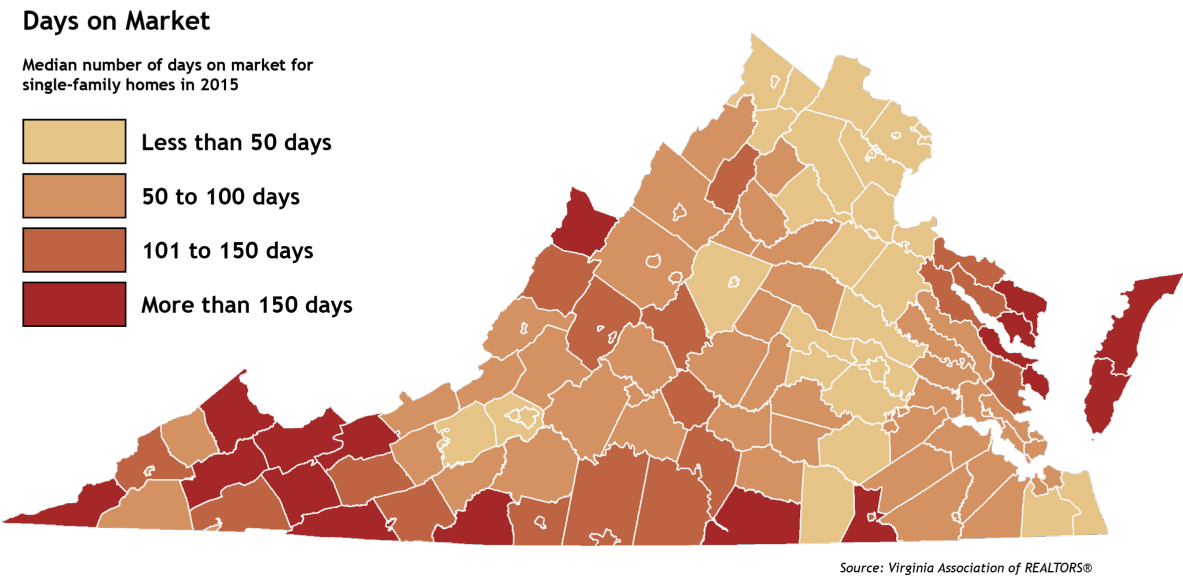 Days on Market
Median number of days on market for
single-family homes in 2015
Less than 50 days
50 to 100 days
101 to 150 days
More than 150 days
Source: Virginia Association of REALTORS®